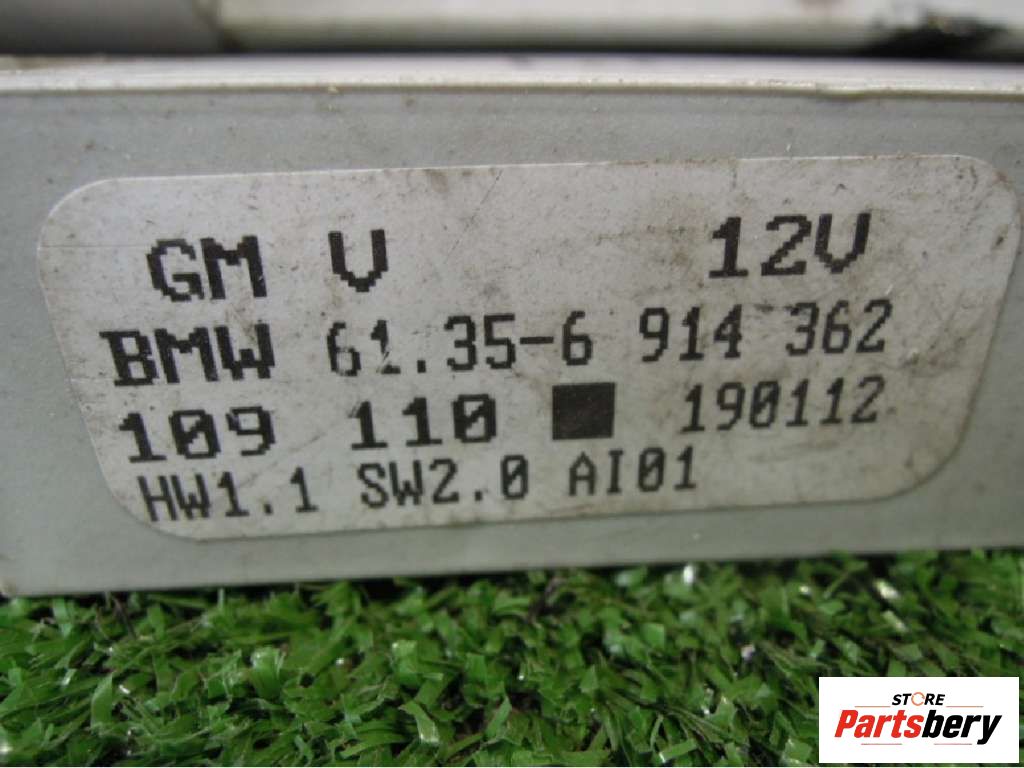 GM V 12V
BMW 61.35-6 914 362
109 110 190112
HW1.1 SW2.0 AI01
STORE
Partsbery